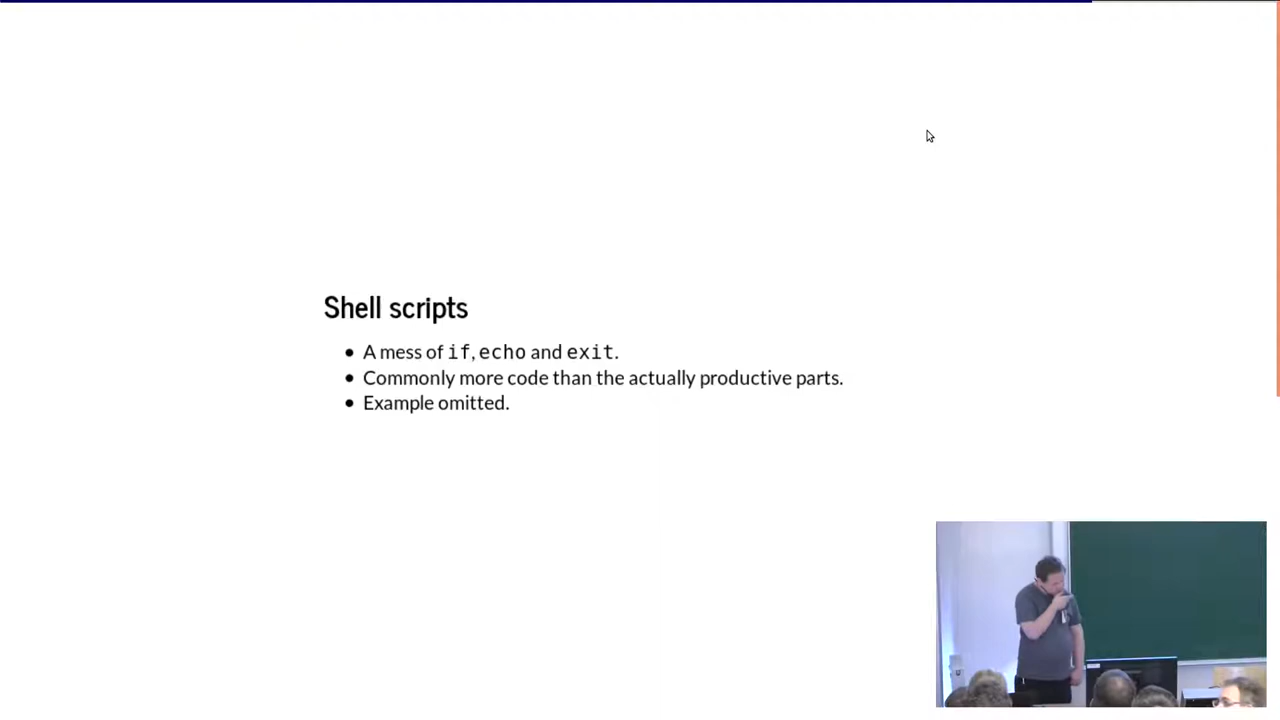 Shell scripts
• A mess of if, echo and exit.
• Commonly more code than the actually productive parts.
• Example omitted.